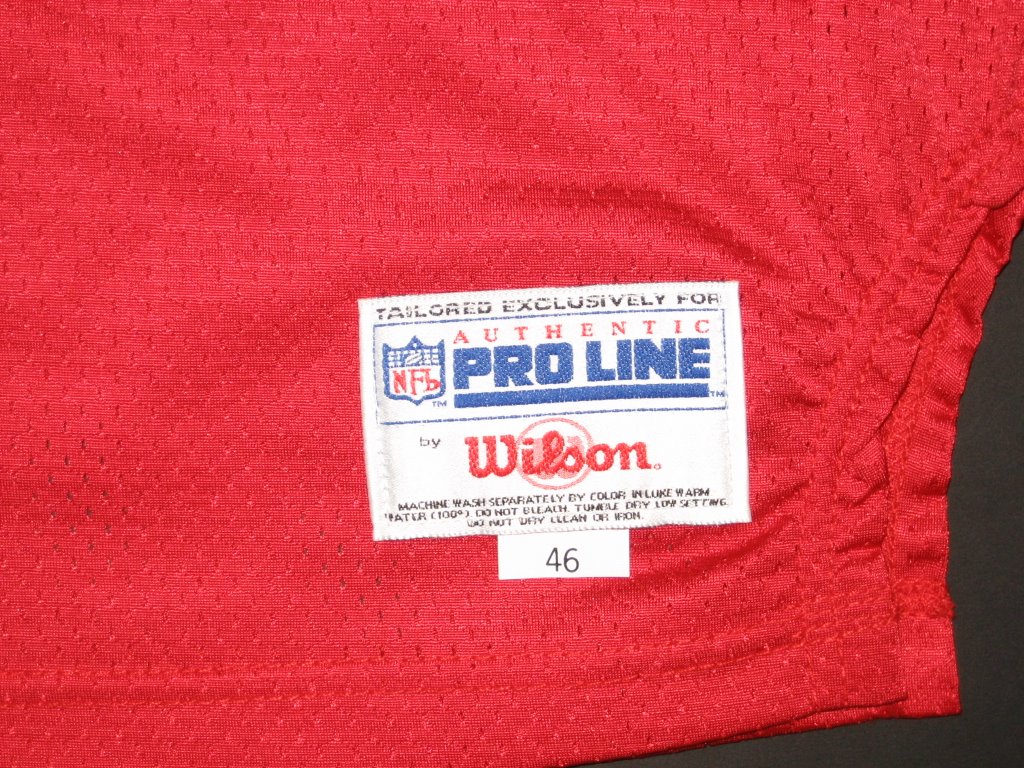 TAILORED EXCLUSIVELY FOR
AUTHENTIC
NFL PRO LINE
TM TM
by Wilson®
MACHINE WASH SEPARATELY BY COLOR IN LUKE WARM
WATER (100°). DO NOT BLEACH. TUMBLE DRY LOW SETTING.
DO NOT DRY CLEAN OR IRON.
46